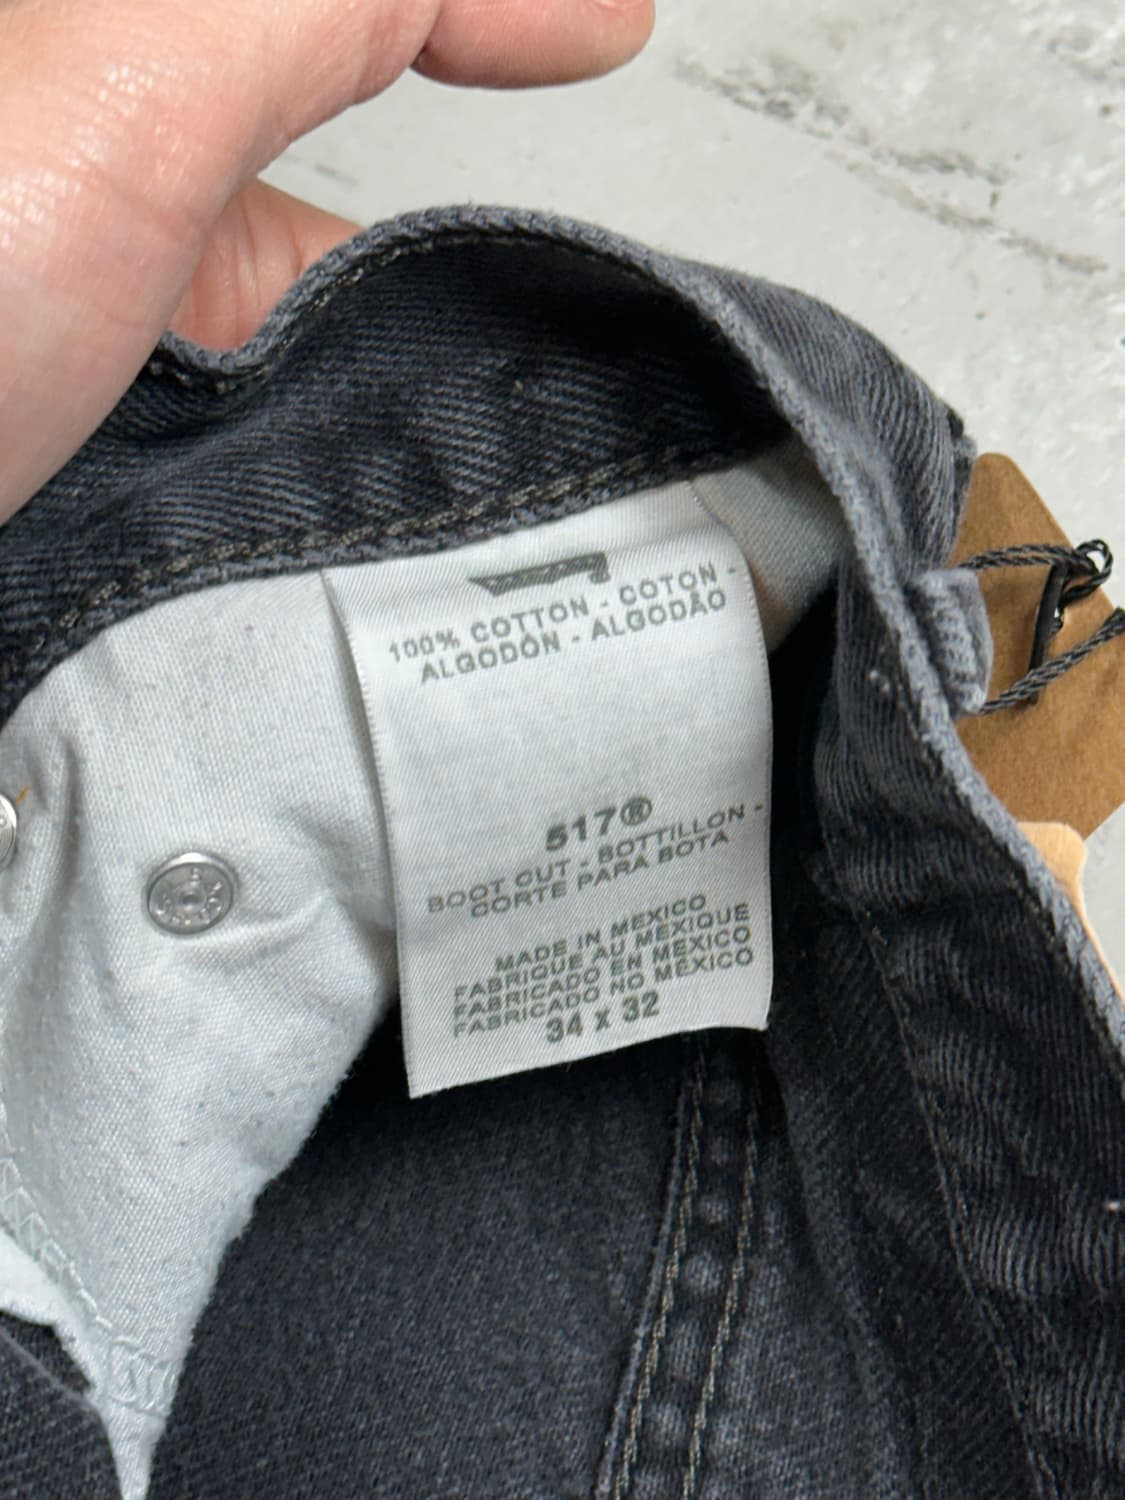 100% COTTON - COTON -
ALGODÓN - ALGODÃO
517®
BOOT CUT - BOTTILLON -
CORTE PARA BOTA
MADE IN MEXICO
FABRIQUE AU MEXIQUE
FABRICADO EN MEXICO
FABRICADO NO MÉXICO
34 X 32